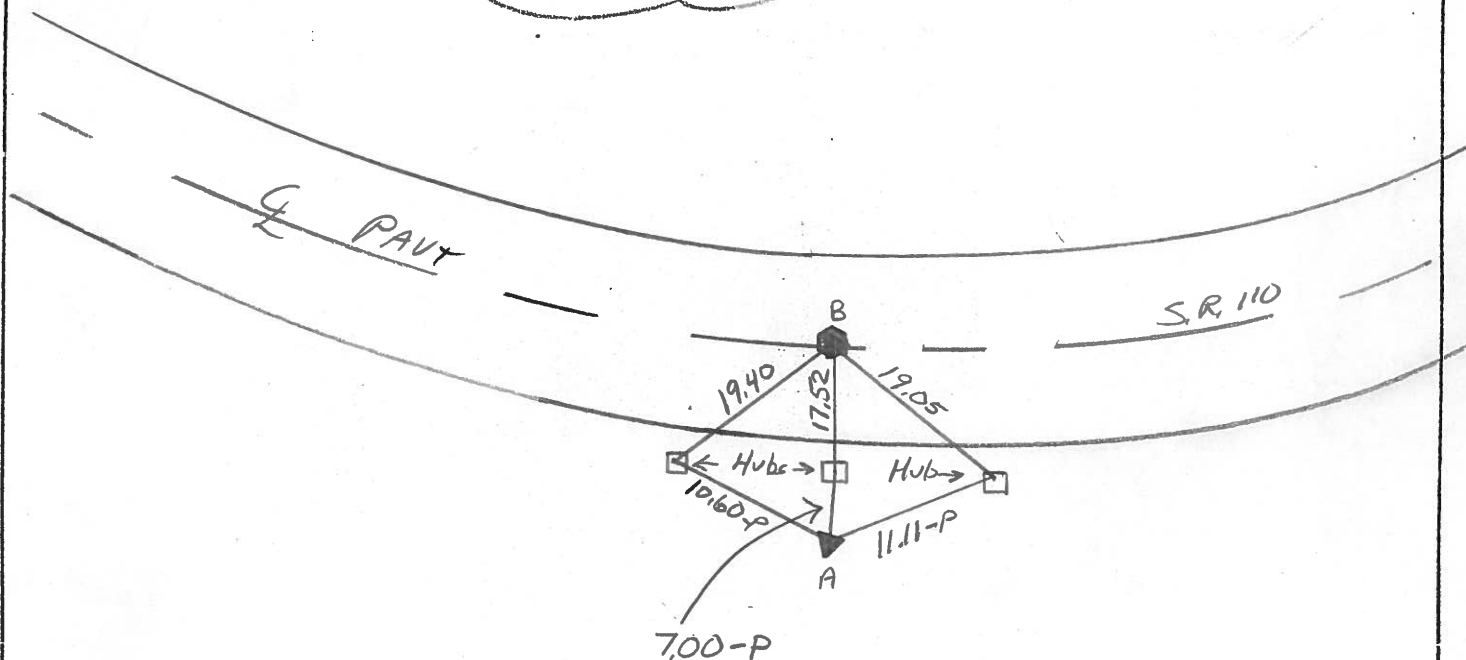 ℄ PAVt
S.R. 110
B
19.40
17.52
19.05
← Hubs →
Hub →
10.60-P
11.11-P
A
7.00-P